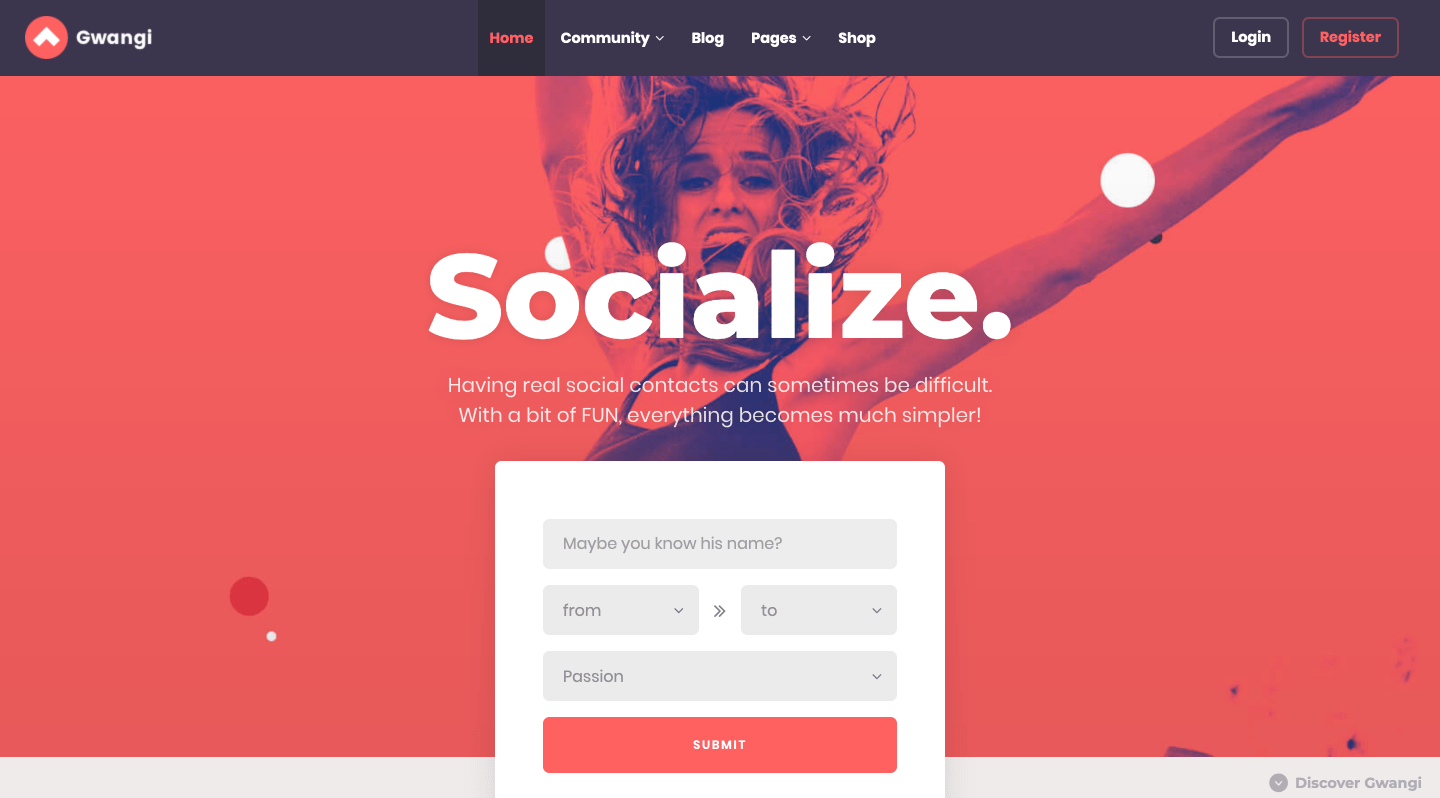 Gwangi
Home
Community
Blog
Pages
Shop
Login
Register
Socialize.
Having real social contacts can sometimes be difficult.
With a bit of FUN, everything becomes much simpler!
Maybe you know his name?
from
to
Passion
SUBMIT
Discover Gwangi